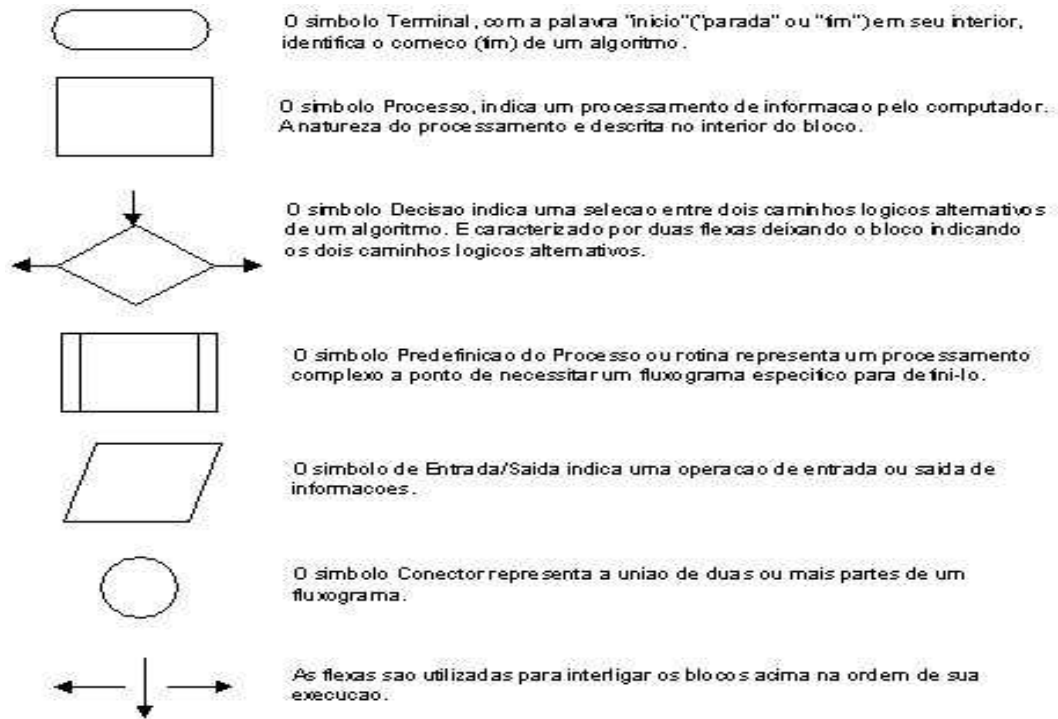 O simbolo Terminal, com a palavra "inicio"("parada" ou "fim") em seu interior,
identifica o comeco (fim) de um algoritmo.
O simbolo Processo, indica um processamento de informacao pelo computador.
A natureza do processamento e descrita no interior do bloco.
O simbolo Decisao indica uma selecao entre dois caminhos logicos alternativos
de um algoritmo. E caracterizado por duas flexas deixando o bloco indicando
os dois caminhos logicos alternativos.
O simbolo Predefinicao do Processo ou rotina representa um processamento
complexo a ponto de necessitar um fluxograma especifico para defini-lo.
O simbolo de Entrada/Saida indica uma operacao de entrada ou saida de
informacoes.
O simbolo Conector representa a uniao de duas ou mais partes de um
fluxograma.
As flexas sao utilizadas para interligar os blocos acima na ordem de sua
execucao.